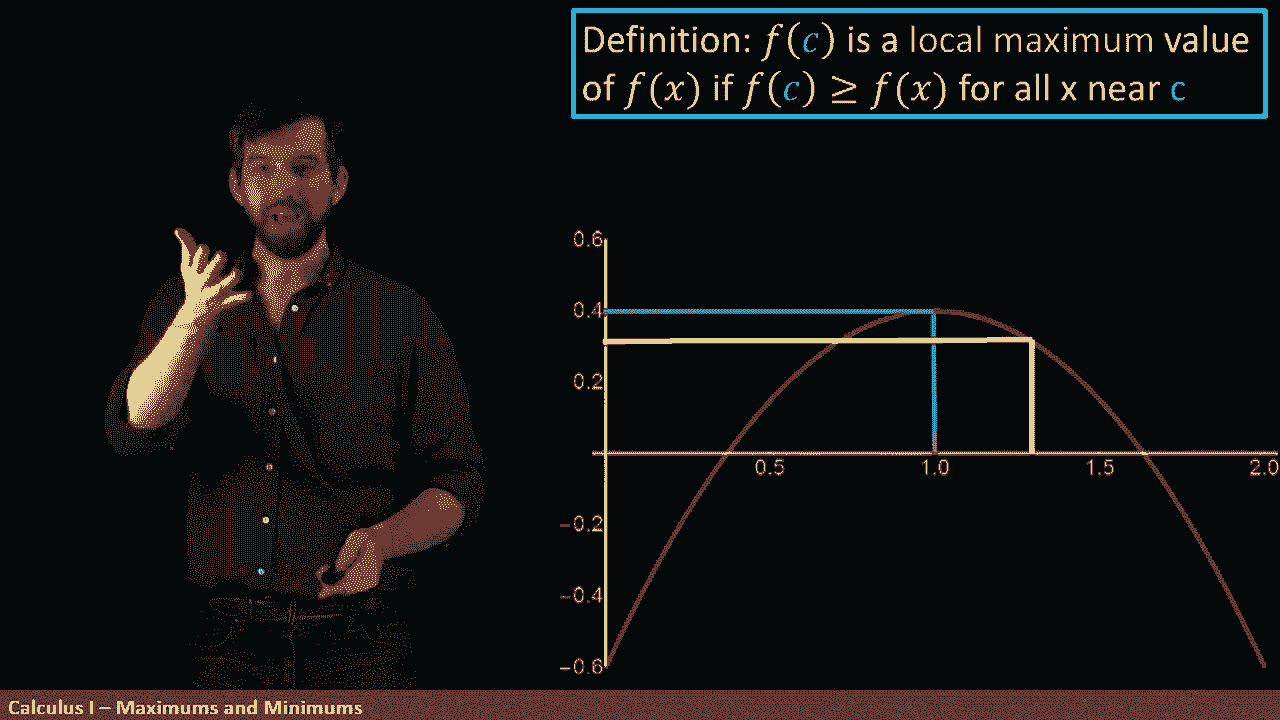 Definition: f(c) is a local maximum value
of f(x) if f(c) ≥ f(x) for all x near c
0.6
0.4
0.2
0.5 1.0 1.5 2.0
−0.2
−0.4
−0.6
Calculus I – Maximums and Minimums